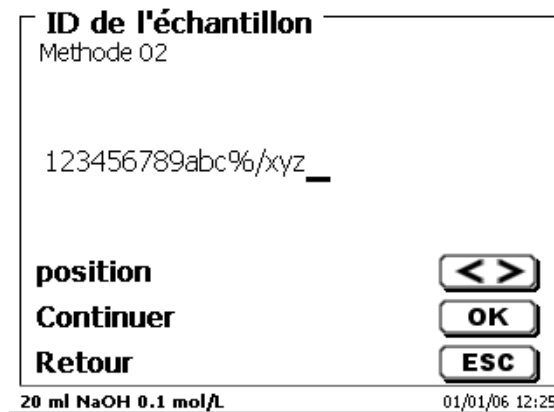 ID de l'échantillon
Methode 02
123456789abc%/xyz_
position < >
Continuer OK
Retour ESC
20 ml NaOH 0.1 mol/L 01/01/06 12:25